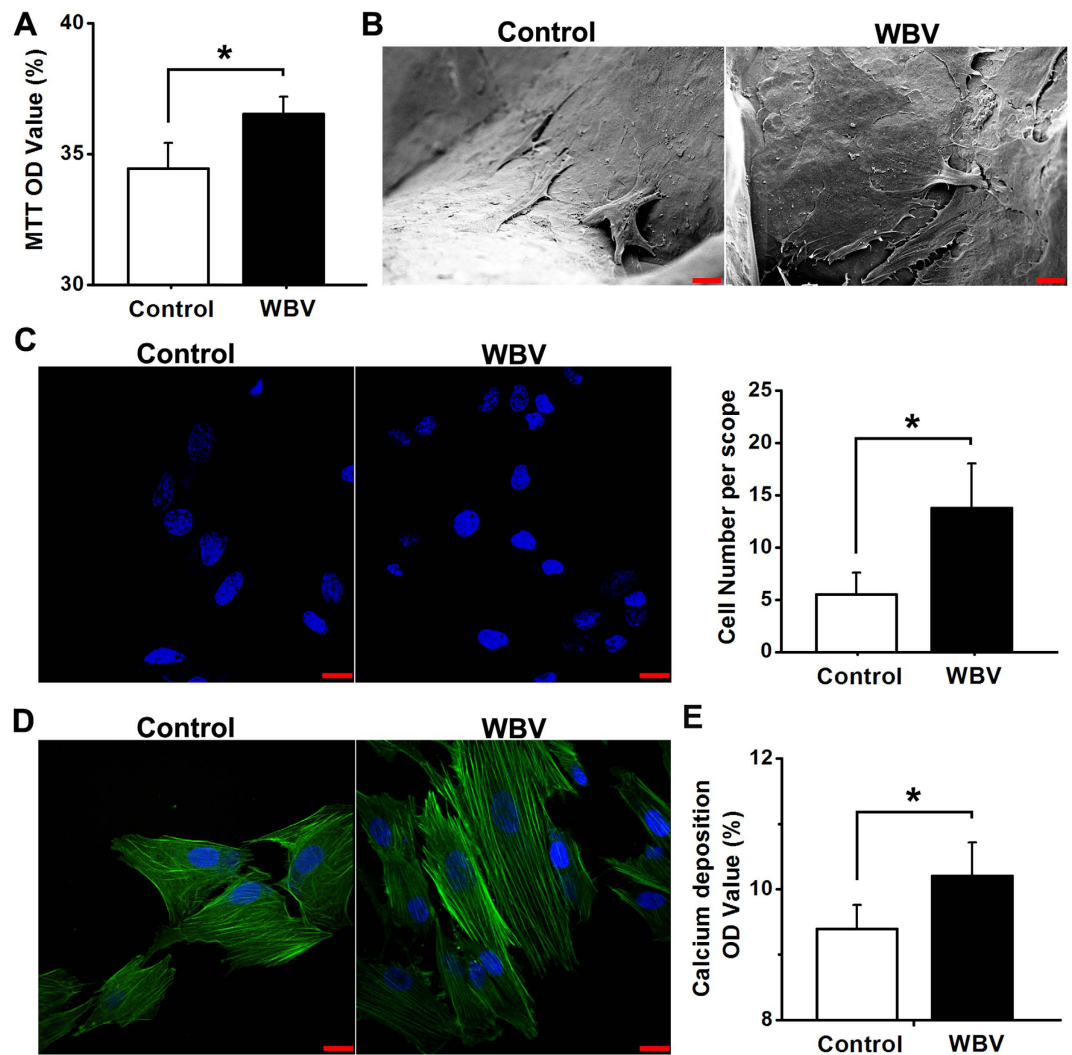 A
MTT OD Value (%)
40
35
30
*
Control
WBV
B
Control
WBV
C
Control
WBV
Cell Number per scope
25
20
15
10
5
0
*
Control
WBV
D
Control
WBV
E
Calcium deposition
OD Value (%)
12
10
8
*
Control
WBV